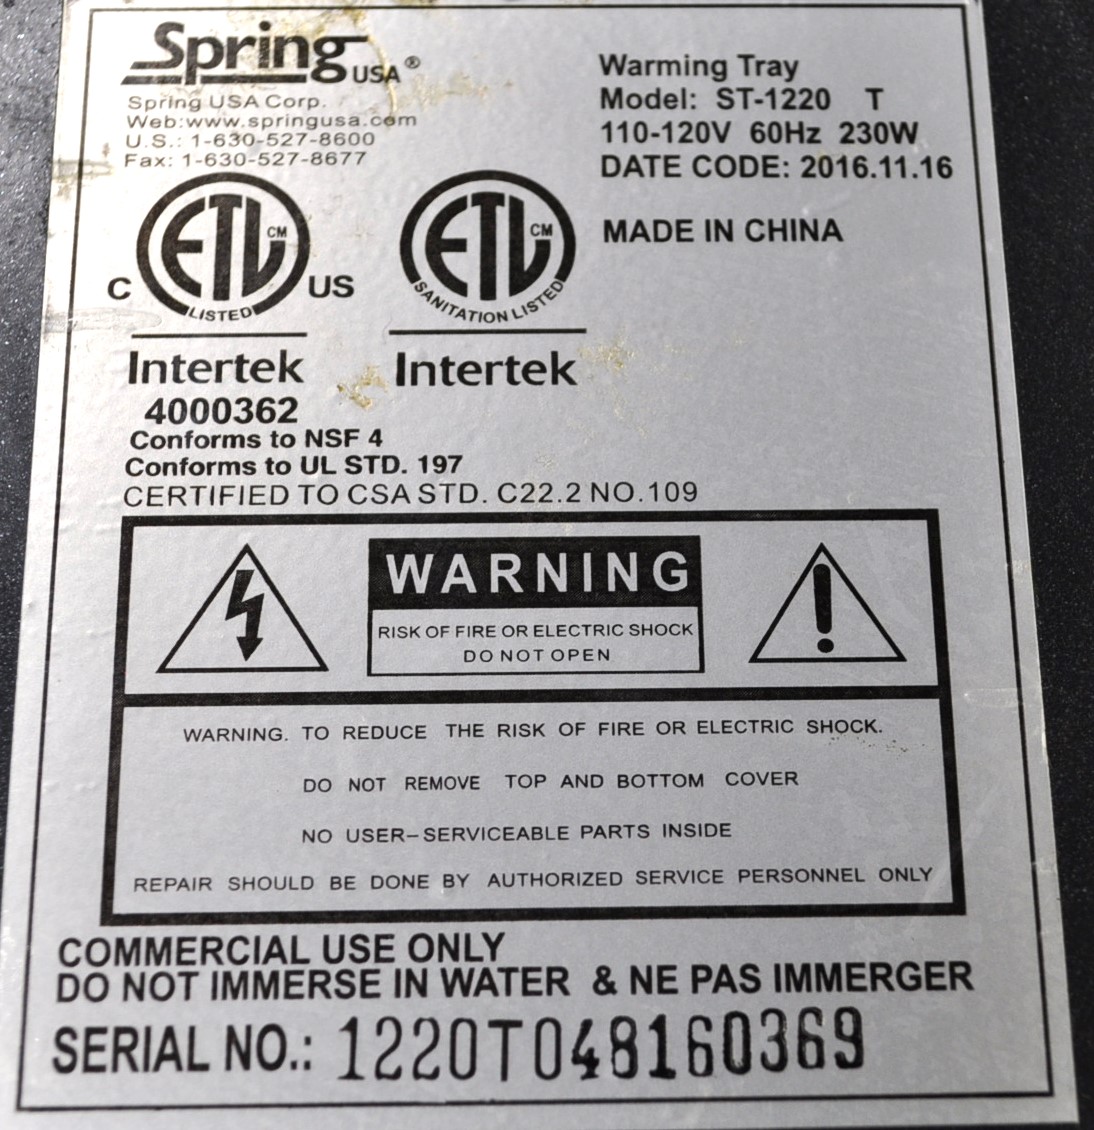 Spring USA®
Spring USA Corp.
Web:www.springusa.com
U.S.: 1-630-527-8600
Fax: 1-630-527-8677
Warming Tray
Model: ST-1220 T
110-120V 60Hz 230W
DATE CODE: 2016.11.16
MADE IN CHINA
C ETL CM US
LISTED
Intertek
4000362
ETL CM
SANITATION LISTED
Intertek
Conforms to NSF 4
Conforms to UL STD. 197
CERTIFIED TO CSA STD. C22.2 NO.109
WARNING
RISK OF FIRE OR ELECTRIC SHOCK
DO NOT OPEN
WARNING. TO REDUCE THE RISK OF FIRE OR ELECTRIC SHOCK.
DO NOT REMOVE TOP AND BOTTOM COVER
NO USER-SERVICEABLE PARTS INSIDE
REPAIR SHOULD BE DONE BY AUTHORIZED SERVICE PERSONNEL ONLY
COMMERCIAL USE ONLY
DO NOT IMMERSE IN WATER & NE PAS IMMERGER
SERIAL NO.: 1220T048160369